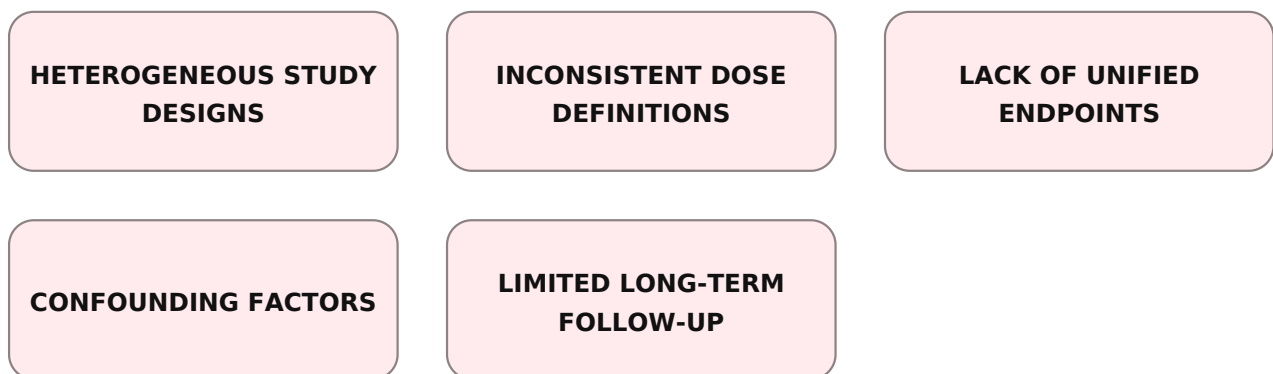 HETEROGENEOUS STUDY
DESIGNS
INCONSISTENT DOSE
DEFINITIONS
LACK OF UNIFIED
ENDPOINTS
CONFOUNDING FACTORS
LIMITED LONG-TERM
FOLLOW-UP